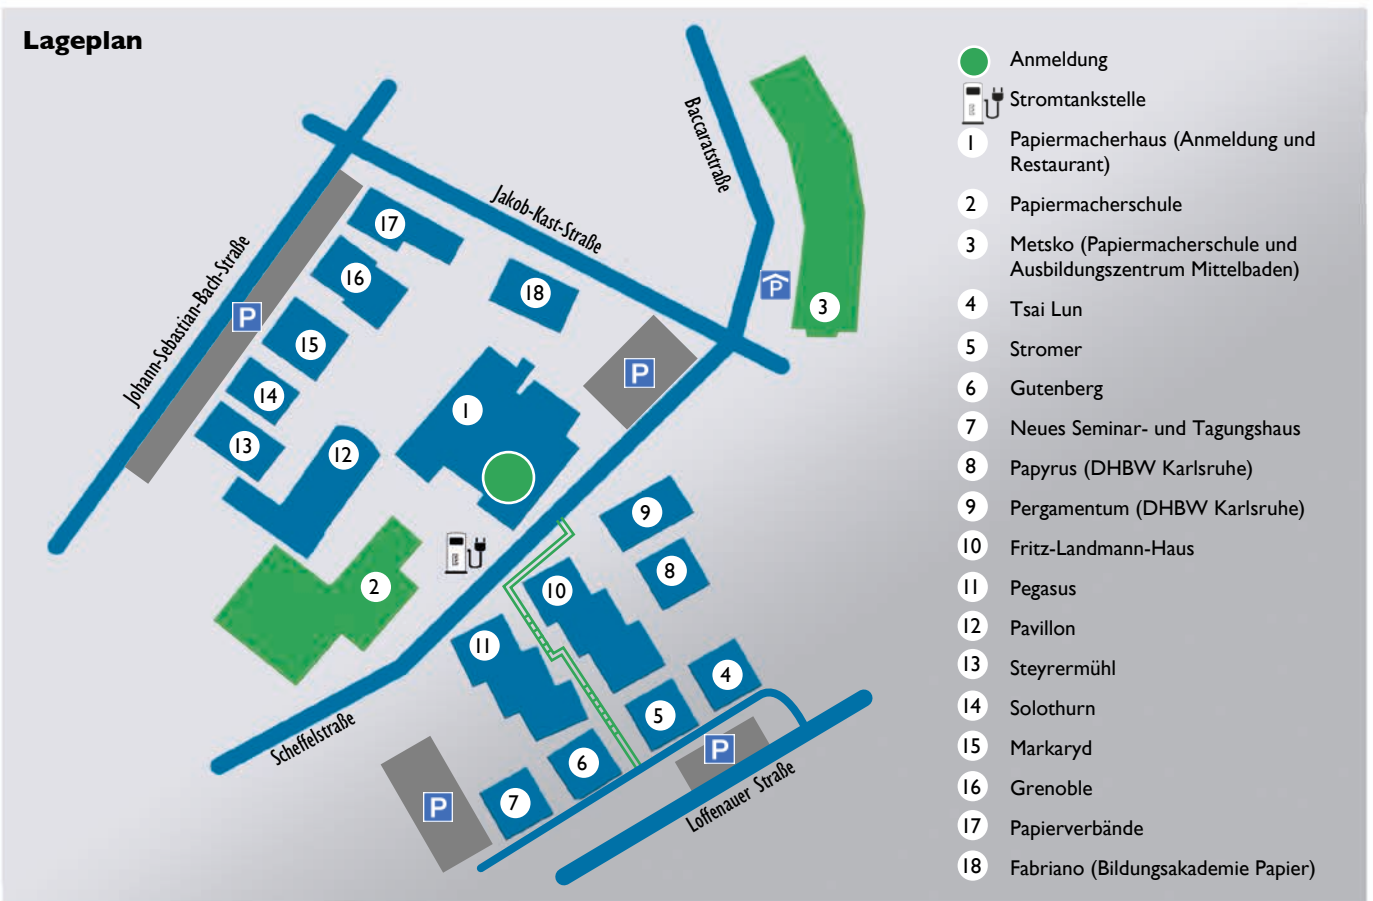 Lageplan
Baccaratstraße
Jakob-Kast-Straße
Johann-Sebastian-Bach-Straße
Scheffelstraße
Loffenauer Straße
17
16
18
15
14
13
12
1
2
3
9
8
10
11
4
5
6
7
P
P
P
P
P
Anmeldung
Stromtankstelle
1 Papiermacherhaus (Anmeldung und
Restaurant)
2 Papiermacherschule
3 Metsko (Papiermacherschule und
Ausbildungszentrum Mittelbaden)
4 Tsai Lun
5 Stromer
6 Gutenberg
7 Neues Seminar- und Tagungshaus
8 Papyrus (DHBW Karlsruhe)
9 Pergamentum (DHBW Karlsruhe)
10 Fritz-Landmann-Haus
11 Pegasus
12 Pavillon
13 Steyrermühl
14 Solothurn
15 Markaryd
16 Grenoble
17 Papierverbände
18 Fabriano (Bildungsakademie Papier)